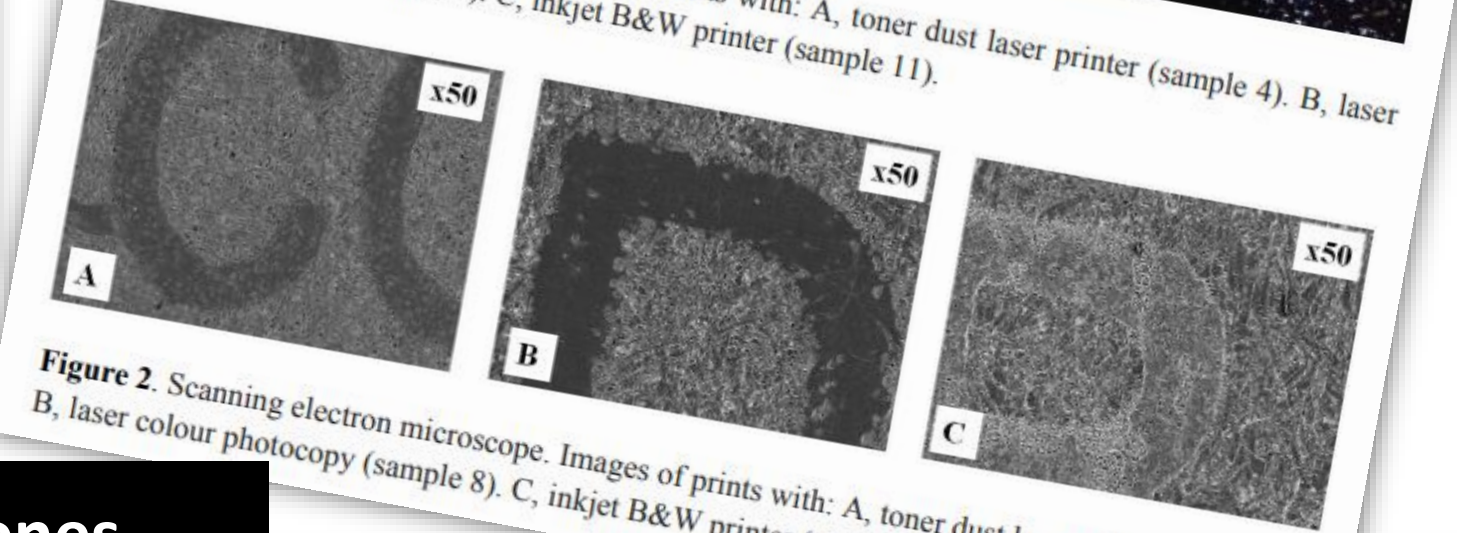 with: A, toner dust laser printer (sample 4). B, laser
C, inkjet B&W printer (sample 11).
x50
A
x50
B
x50
C
Figure 2. Scanning electron microscope. Images of prints with: A, toner dust
B, laser colour photocopy (sample 8). C, inkjet B&W